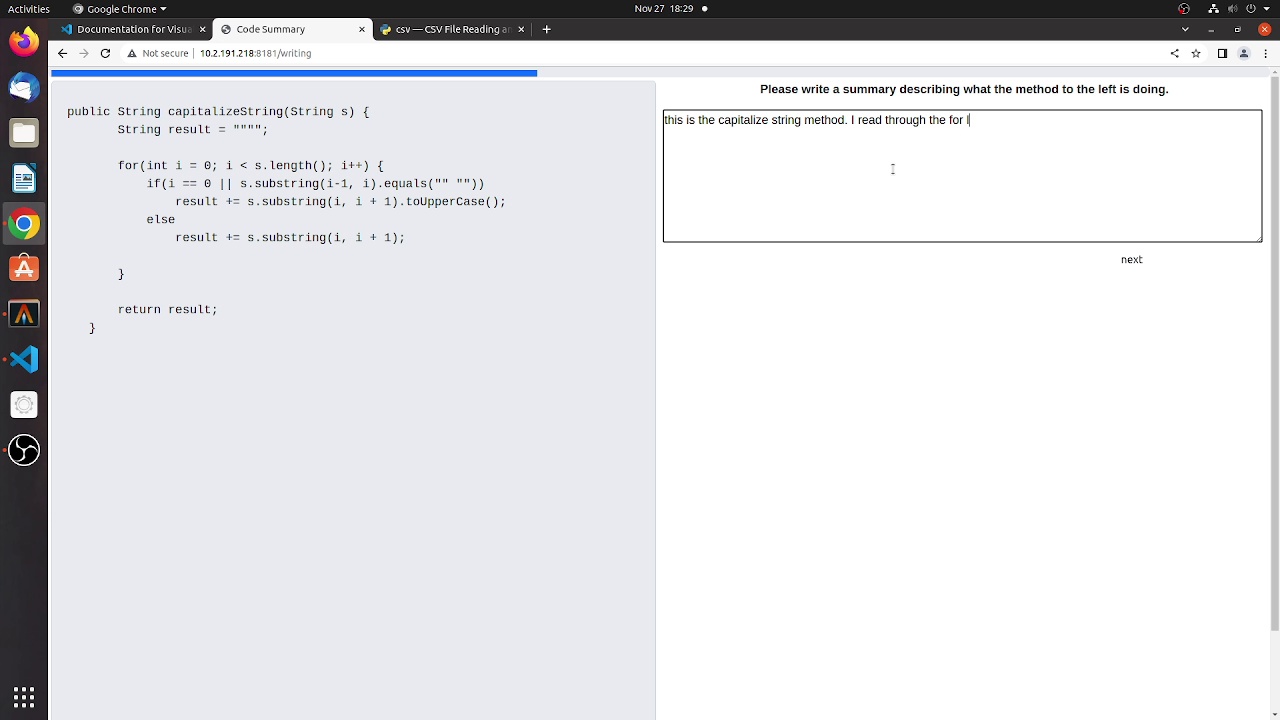 Activities
Google Chrome
Nov 27 18:29
Documentation for Visua
Code Summary
csv — CSV File Reading an
Not secure
10.2.191.218:8181/writing
public String capitalizeString(String s) {
String result = """";
for(int i = 0; i < s.length(); i++) {
if(i == 0 || s.substring(i-1, i).equals("" ""))
result += s.substring(i, i + 1).toUpperCase();
else
result += s.substring(i, i + 1);
}
return result;
}
Please write a summary describing what the method to the left is doing.
this is the capitalize string method. I read through the for l
next